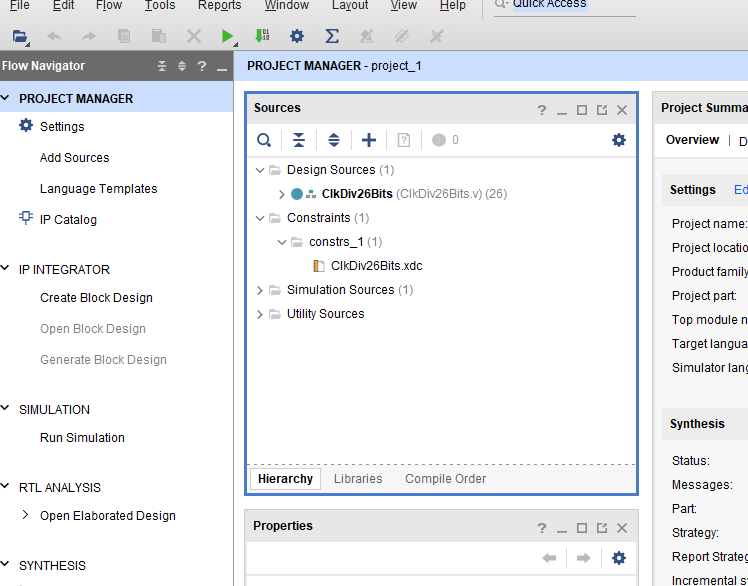 File Edit Flow Tools Reports Window Layout View Help Quick Access
Flow Navigator
PROJECT MANAGER
Settings
Add Sources
Language Templates
IP Catalog
IP INTEGRATOR
Create Block Design
Open Block Design
Generate Block Design
SIMULATION
Run Simulation
RTL ANALYSIS
Open Elaborated Design
SYNTHESIS
PROJECT MANAGER - project_1
Sources
0
Design Sources (1)
ClkDiv26Bits (ClkDiv26Bits.v) (26)
Constraints (1)
constrs_1 (1)
ClkDiv26Bits.xdc
Simulation Sources (1)
Utility Sources
Hierarchy Libraries Compile Order
Properties
Project Summa
Overview | D
Settings Ed
Project name:
Project locatio
Product family
Project part:
Top module n
Target langua
Simulator lang
Synthesis
Status:
Messages:
Part:
Strategy:
Report Strateg
Incremental s